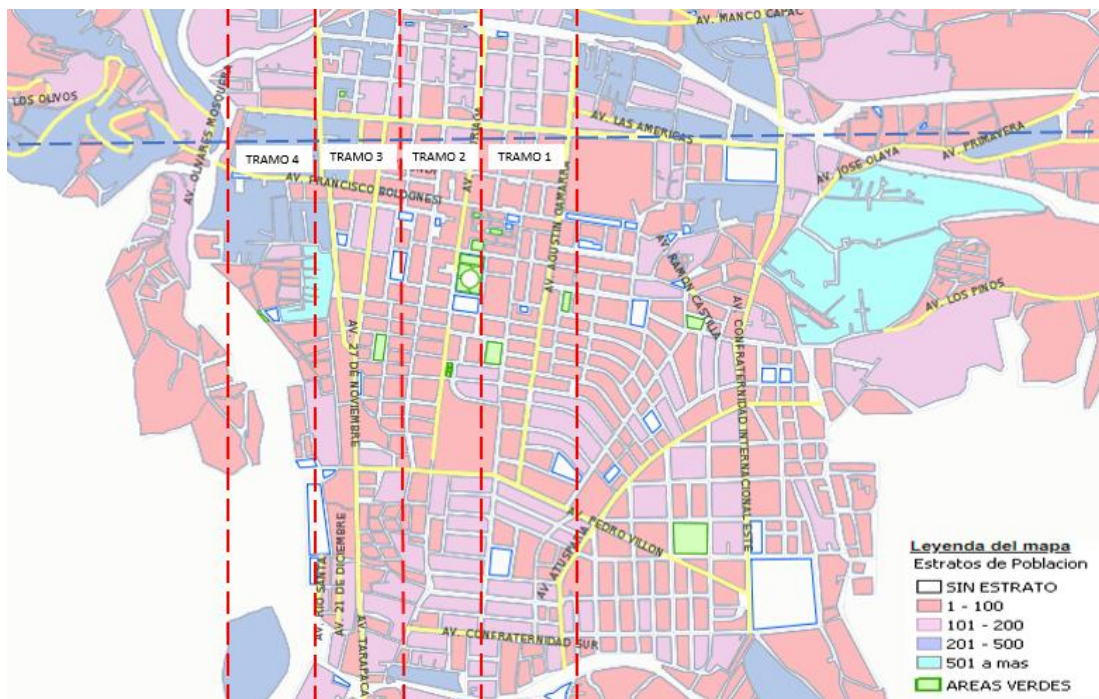 AV. MANCO CAPAC
LOS OLIVOS
AV. OLIVARES MOSQUERA
AV. LAS AMERICAS
AV. PRIMAVERA
AV. JOSE OLAYA
TRAMO 4
TRAMO 3
TRAMO 2
TRAMO 1
AV. FRANCISCO BOLOGNESI
AV. AGUSTIN GAMARRA
AV. RAMON CASTILLA
AV. LOS PINOS
AV. CONFRATERNIDAD INTERNACIONAL ESTE
AV. 27 DE NOVIEMBRE
AV. PEDRO VILLON
AV. ATUSPARIA
AV. RIO SANTA
AV. 21 DE DICIEMBRE
AV. TARAPACA
AV. CONFRATERNIDAD SUR
Leyenda del mapa
Estratos de Poblacion
SIN ESTRATO
1 - 100
101 - 200
201 - 500
501 a mas
AREAS VERDES